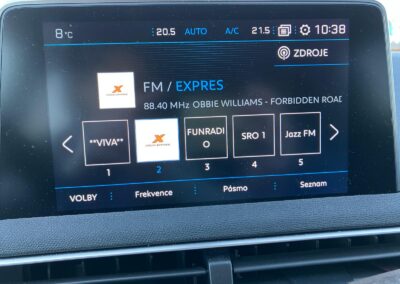 8°C 20.5 AUTO A/C 21.5 10:38
ZDROJE
FM / EXPRES
88.40 MHz OBBIE WILLIAMS - FORBIDDEN ROAD
**VIVA** FUNRADI SRO 1 Jazz FM
O
1 2 3 4 5
VOLBY Frekvence Pásmo Seznam